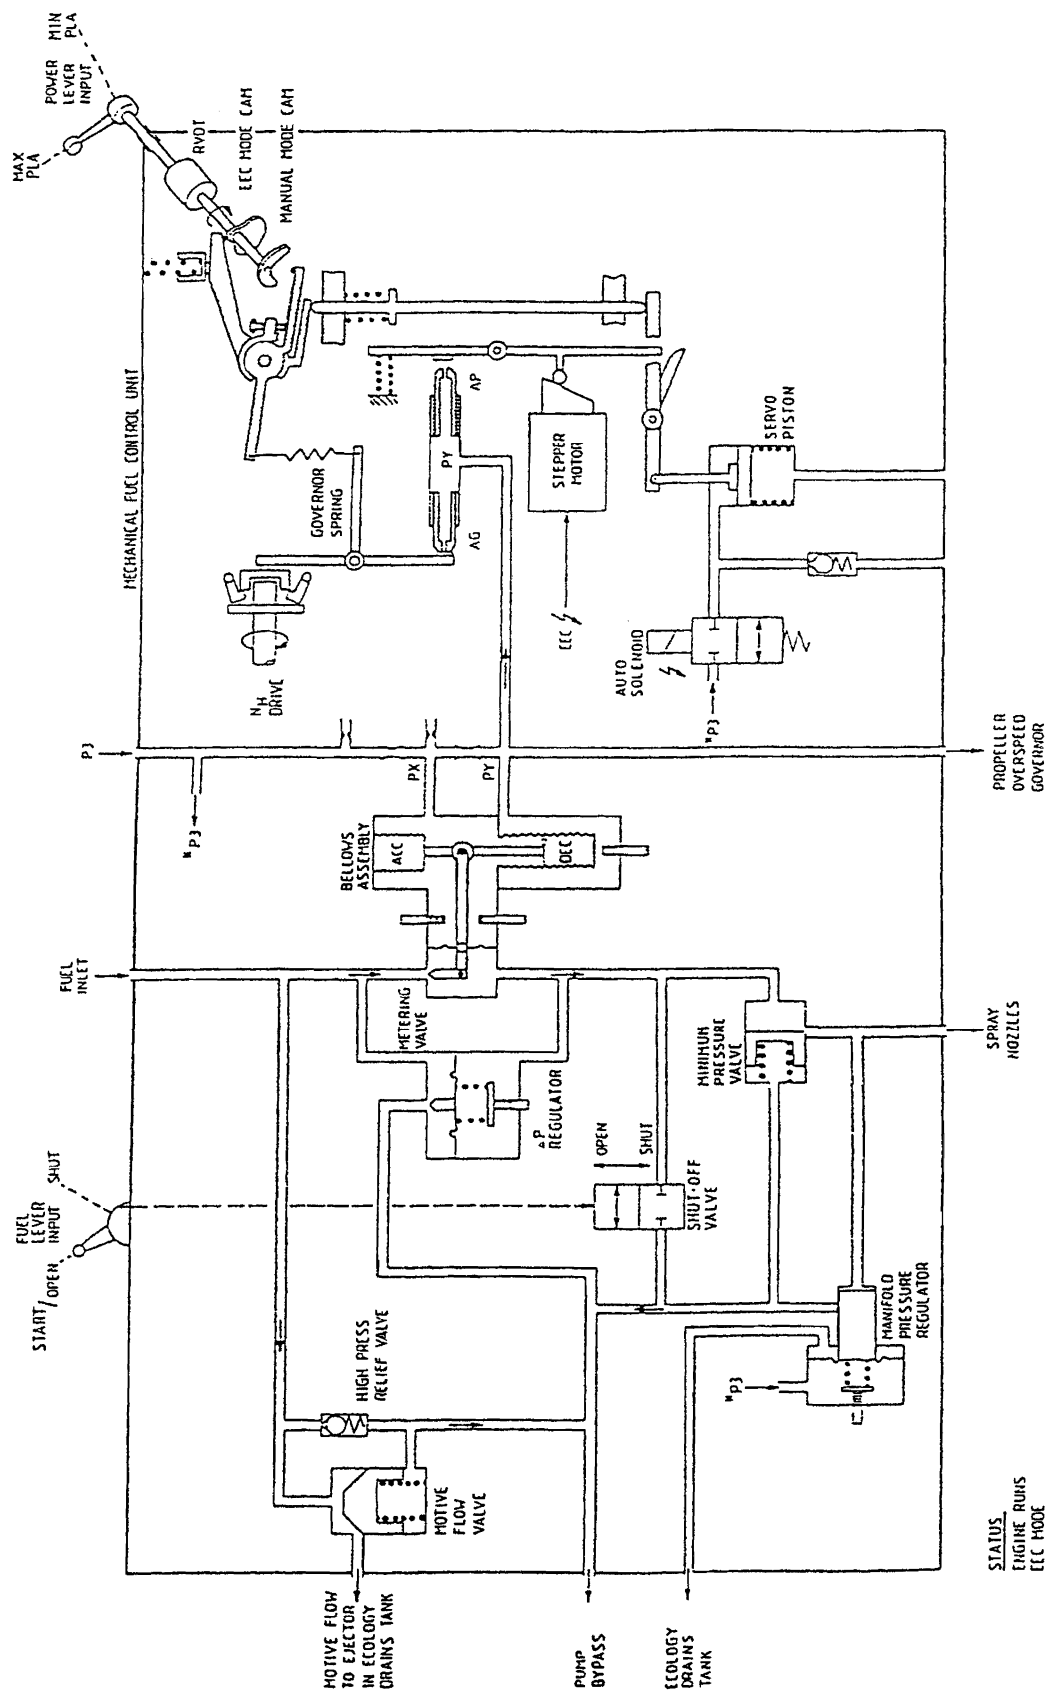 START/OPEN
FUEL
LEVER
INPUT
SHUT
FUEL
INLET
P3
MAX
PLA
POWER
LEVER
INPUT
MIN
PLA
MECHANICAL FUEL CONTROL UNIT
*P3
NH
DRIVE
GOVERNOR
SPRING
RVDT
EEC MODE CAM
MANUAL MODE CAM
HIGH PRESS
RELIEF VALVE
METERING
VALVE
BELLOWS
ASSEMBLY
ACC
DEC
PX
PY
AG
PY
AP
MOTIVE
FLOW
VALVE
ΔP
REGULATOR
OPEN
SHUT
EEC
STEPPER
MOTOR
SHUT-OFF
VALVE
MINIMUM
PRESSURE
VALVE
AUTO
SOLENOID
*P3
SERVO
PISTON
*P3
MANIFOLD
PRESSURE
REGULATOR
MOTIVE FLOW
TO EJECTOR
IN ECOLOGY
DRAINS TANK
PUMP
BYPASS
ECOLOGY
DRAINS
TANK
SPRAY
NOZZLES
PROPELLER
OVERSPEED
GOVERNOR
STATUS
ENGINE RUNS
EEC MODE